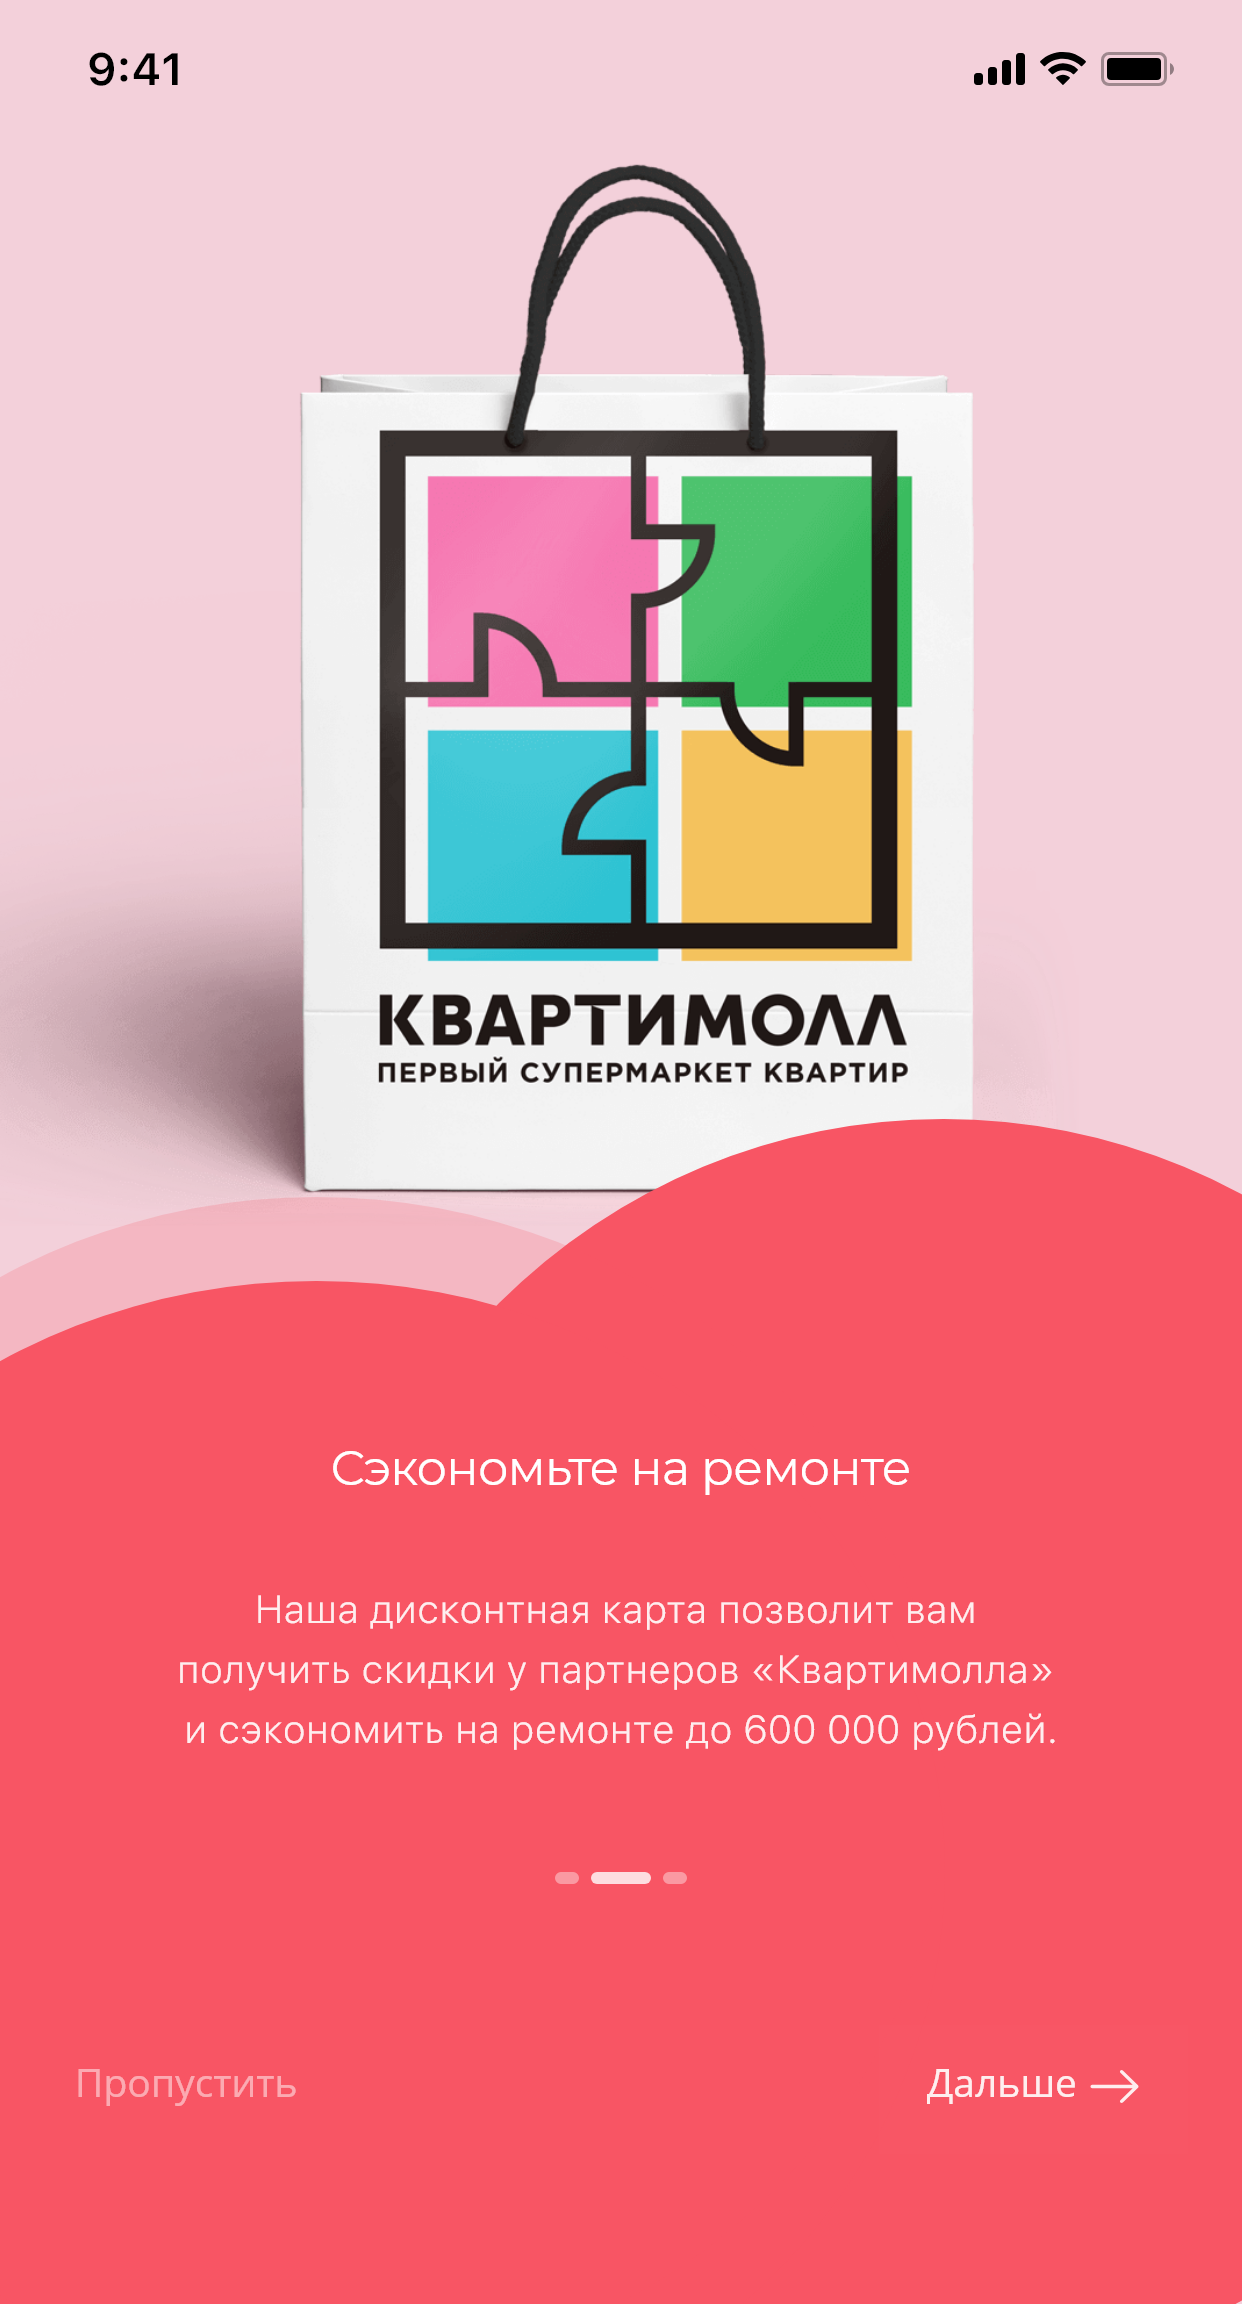 9:41
КВАРТИМОЛЛ
ПЕРВЫЙ СУПЕРМАРКЕТ КВАРТИР
Сэкономьте на ремонте
Наша дисконтная карта позволит вам
получить скидки у партнеров «Квартимолла»
и сэкономить на ремонте до 600 000 рублей.
Пропустить
Дальше →